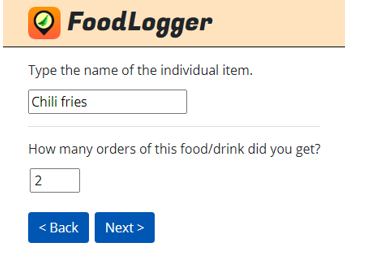 FoodLogger
Type the name of the individual item.
Chili fries
How many orders of this food/drink did you get?
2
< Back Next >